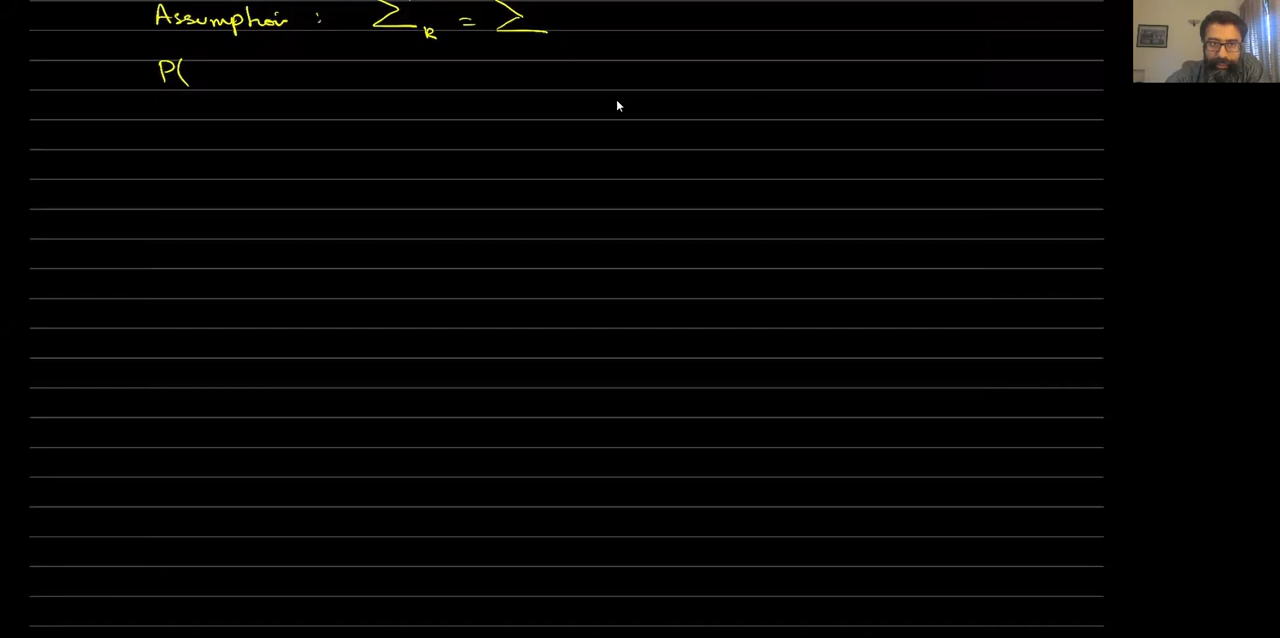 Assumption : Σ_k = Σ
P(